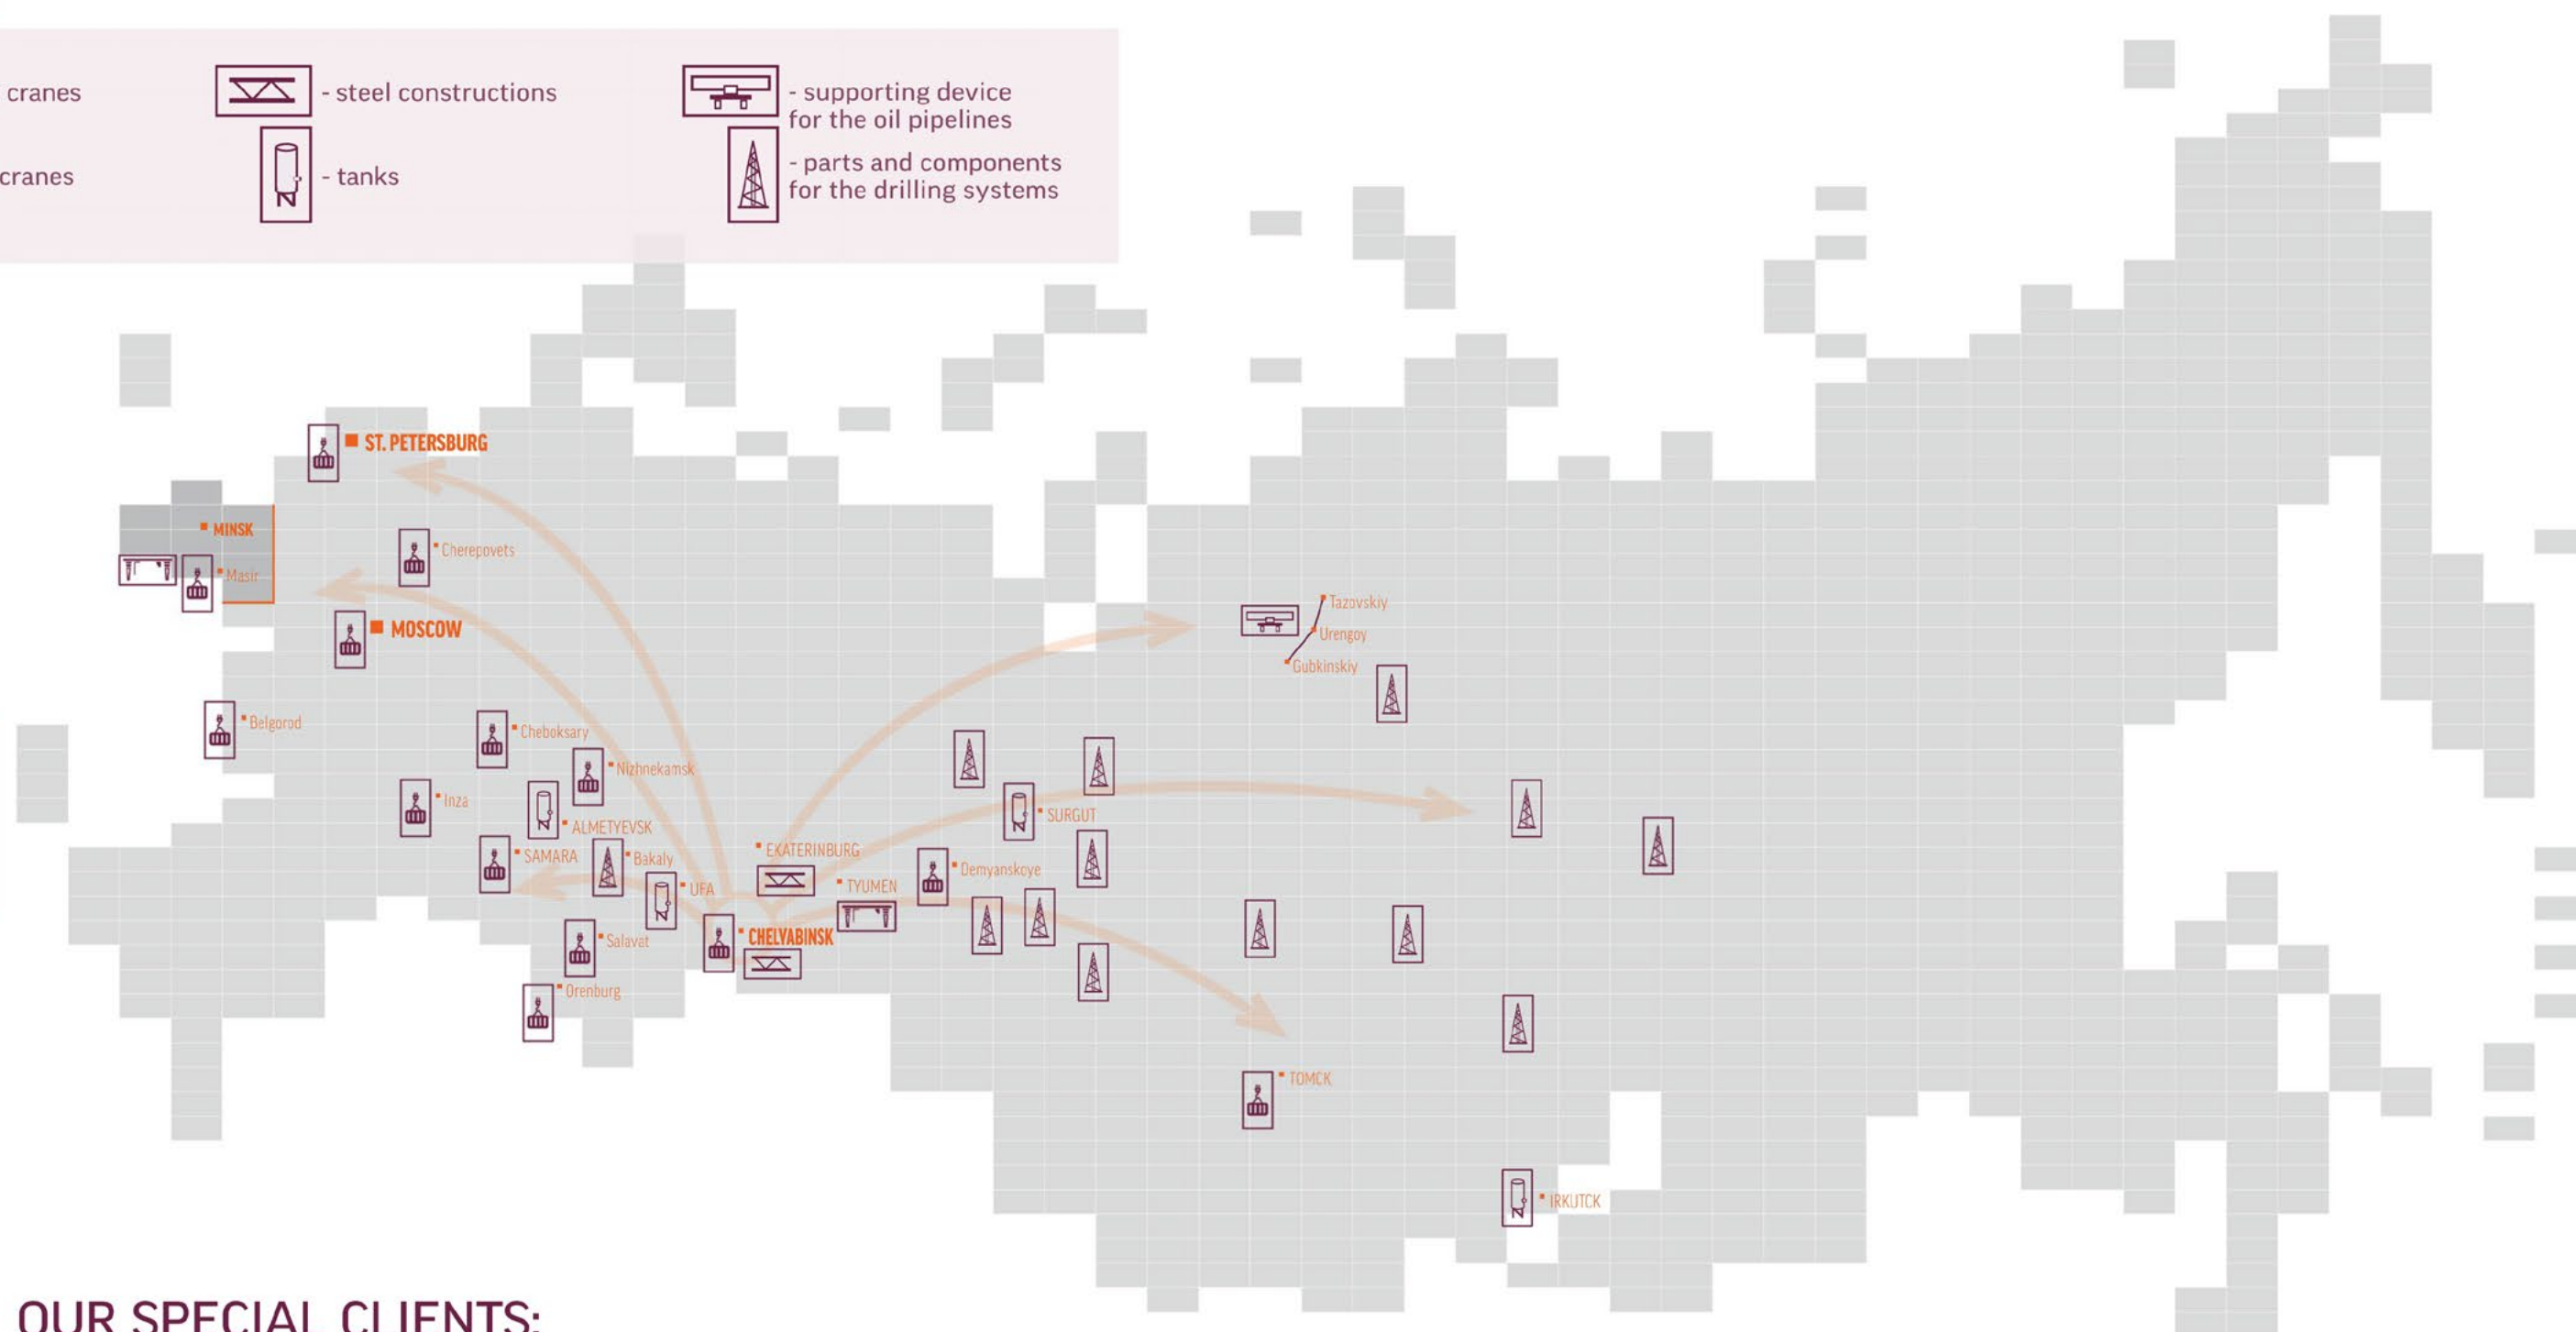 cranes
- steel constructions
- supporting device
for the oil pipelines
cranes
- tanks
- parts and components
for the drilling systems
ST. PETERSBURG
MINSK
Cherepovets
Masir
Tazovskiy
MOSCOW
Urengoy
Gubkinskiy
Belgorod
Cheboksary
Nizhnekamsk
Inza
SURGUT
ALMETYEVSK
EKATERINBURG
SAMARA
Bakaly
Demyanskoye
UFA
TYUMEN
CHELYABINSK
Salavat
Orenburg
TOMCK
IRKUTCK
OUR SPECIAL CLIENTS: